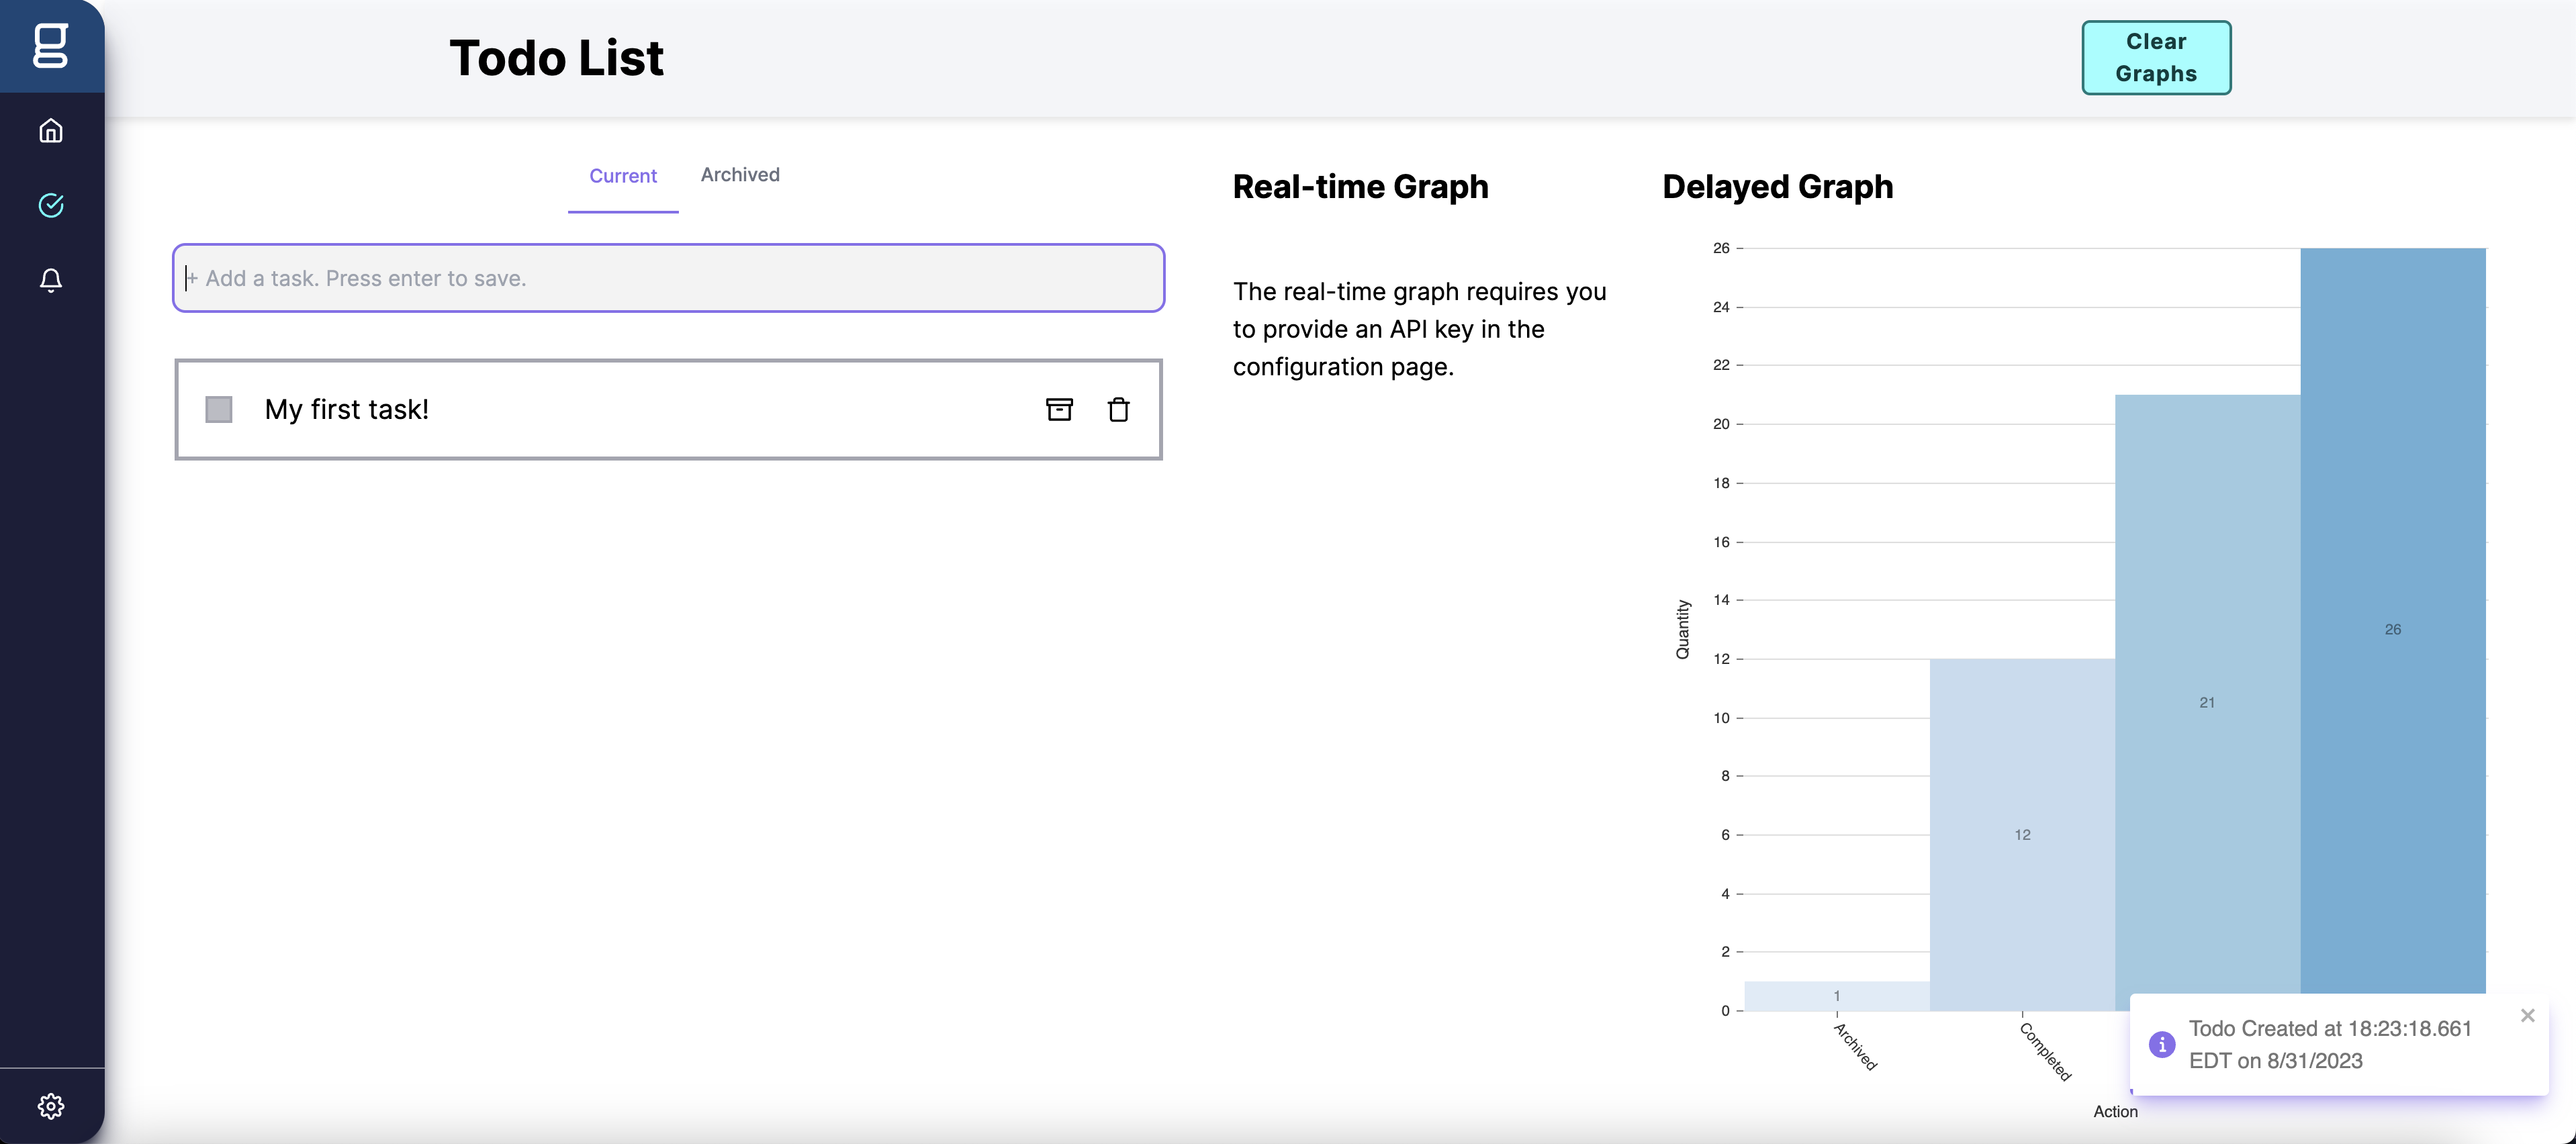 g
Todo List
Clear
Graphs
Current
Archived
+ Add a task. Press enter to save.
My first task!
Real-time Graph
The real-time graph requires you
to provide an API key in the
configuration page.
Delayed Graph
26
24
22
20
18
16
14
12
10
8
6
4
2
0
Quantity
1
12
21
26
Archived
Completed
Action
Todo Created at 18:23:18.661
EDT on 8/31/2023